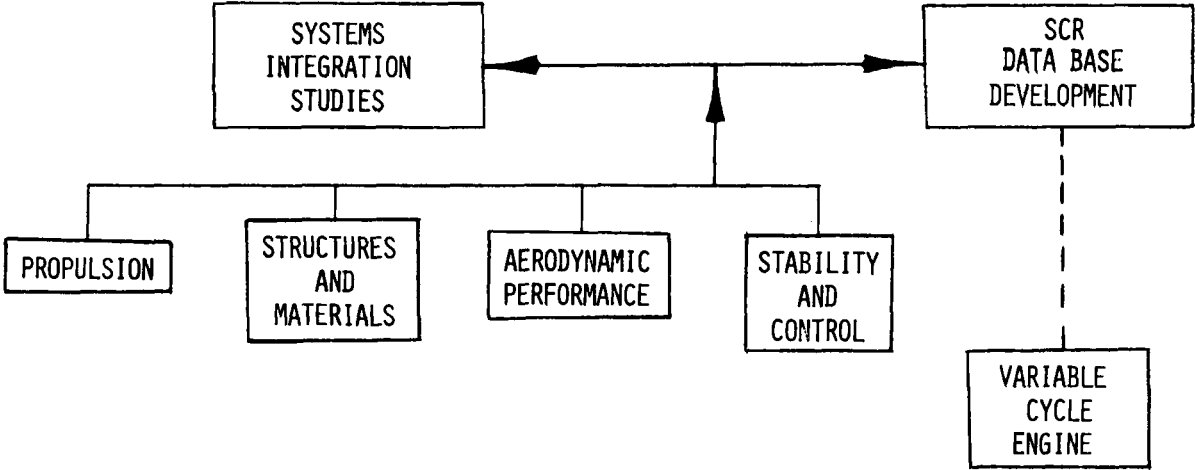 SYSTEMS
INTEGRATION
STUDIES
SCR
DATA BASE
DEVELOPMENT
PROPULSION
STRUCTURES
AND
MATERIALS
AERODYNAMIC
PERFORMANCE
STABILITY
AND
CONTROL
VARIABLE
CYCLE
ENGINE